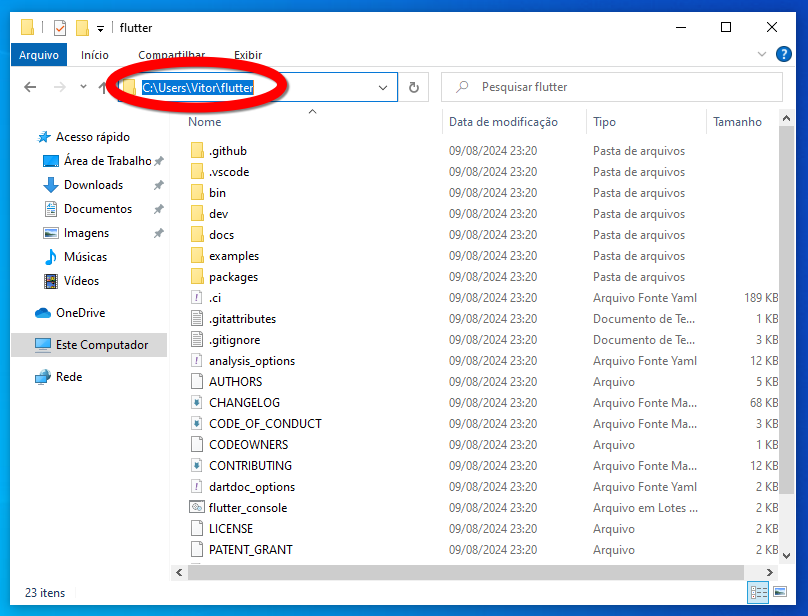 flutter
Arquivo Início Compartilhar Exibir
C:\Users\Vitor\flutter Pesquisar flutter
Nome Data de modificação Tipo Tamanho
Acesso rápido
Área de Trabalho
Downloads
Documentos
Imagens
Músicas
Vídeos
OneDrive
Este Computador
Rede
.github 09/08/2024 23:20 Pasta de arquivos
.vscode 09/08/2024 23:20 Pasta de arquivos
bin 09/08/2024 23:20 Pasta de arquivos
dev 09/08/2024 23:20 Pasta de arquivos
docs 09/08/2024 23:20 Pasta de arquivos
examples 09/08/2024 23:20 Pasta de arquivos
packages 09/08/2024 23:20 Pasta de arquivos
.ci 09/08/2024 23:20 Arquivo Fonte Yaml 189 KB
.gitattributes 09/08/2024 23:20 Documento de Te... 1 KB
.gitignore 09/08/2024 23:20 Documento de Te... 3 KB
analysis_options 09/08/2024 23:20 Arquivo Fonte Yaml 12 KB
AUTHORS 09/08/2024 23:20 Arquivo 5 KB
CHANGELOG 09/08/2024 23:20 Arquivo Fonte Ma... 68 KB
CODE_OF_CONDUCT 09/08/2024 23:20 Arquivo Fonte Ma... 3 KB
CODEOWNERS 09/08/2024 23:20 Arquivo 1 KB
CONTRIBUTING 09/08/2024 23:20 Arquivo Fonte Ma... 12 KB
dartdoc_options 09/08/2024 23:20 Arquivo Fonte Yaml 2 KB
flutter_console 09/08/2024 23:20 Arquivo em Lotes ... 2 KB
LICENSE 09/08/2024 23:20 Arquivo 2 KB
PATENT_GRANT 09/08/2024 23:20 Arquivo 2 KB
23 itens